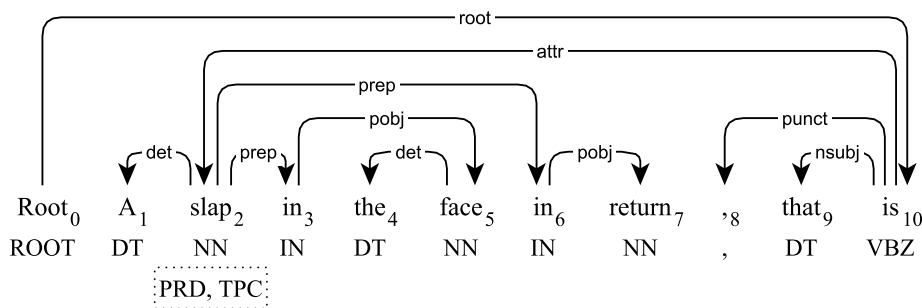 root
attr
prep
pobj punct
det prep det pobj nsubj
Root0 A1 slap2 in3 the4 face5 in6 return7 ,8 that9 is10
ROOT DT NN IN DT NN IN NN , DT VBZ
PRD, TPC